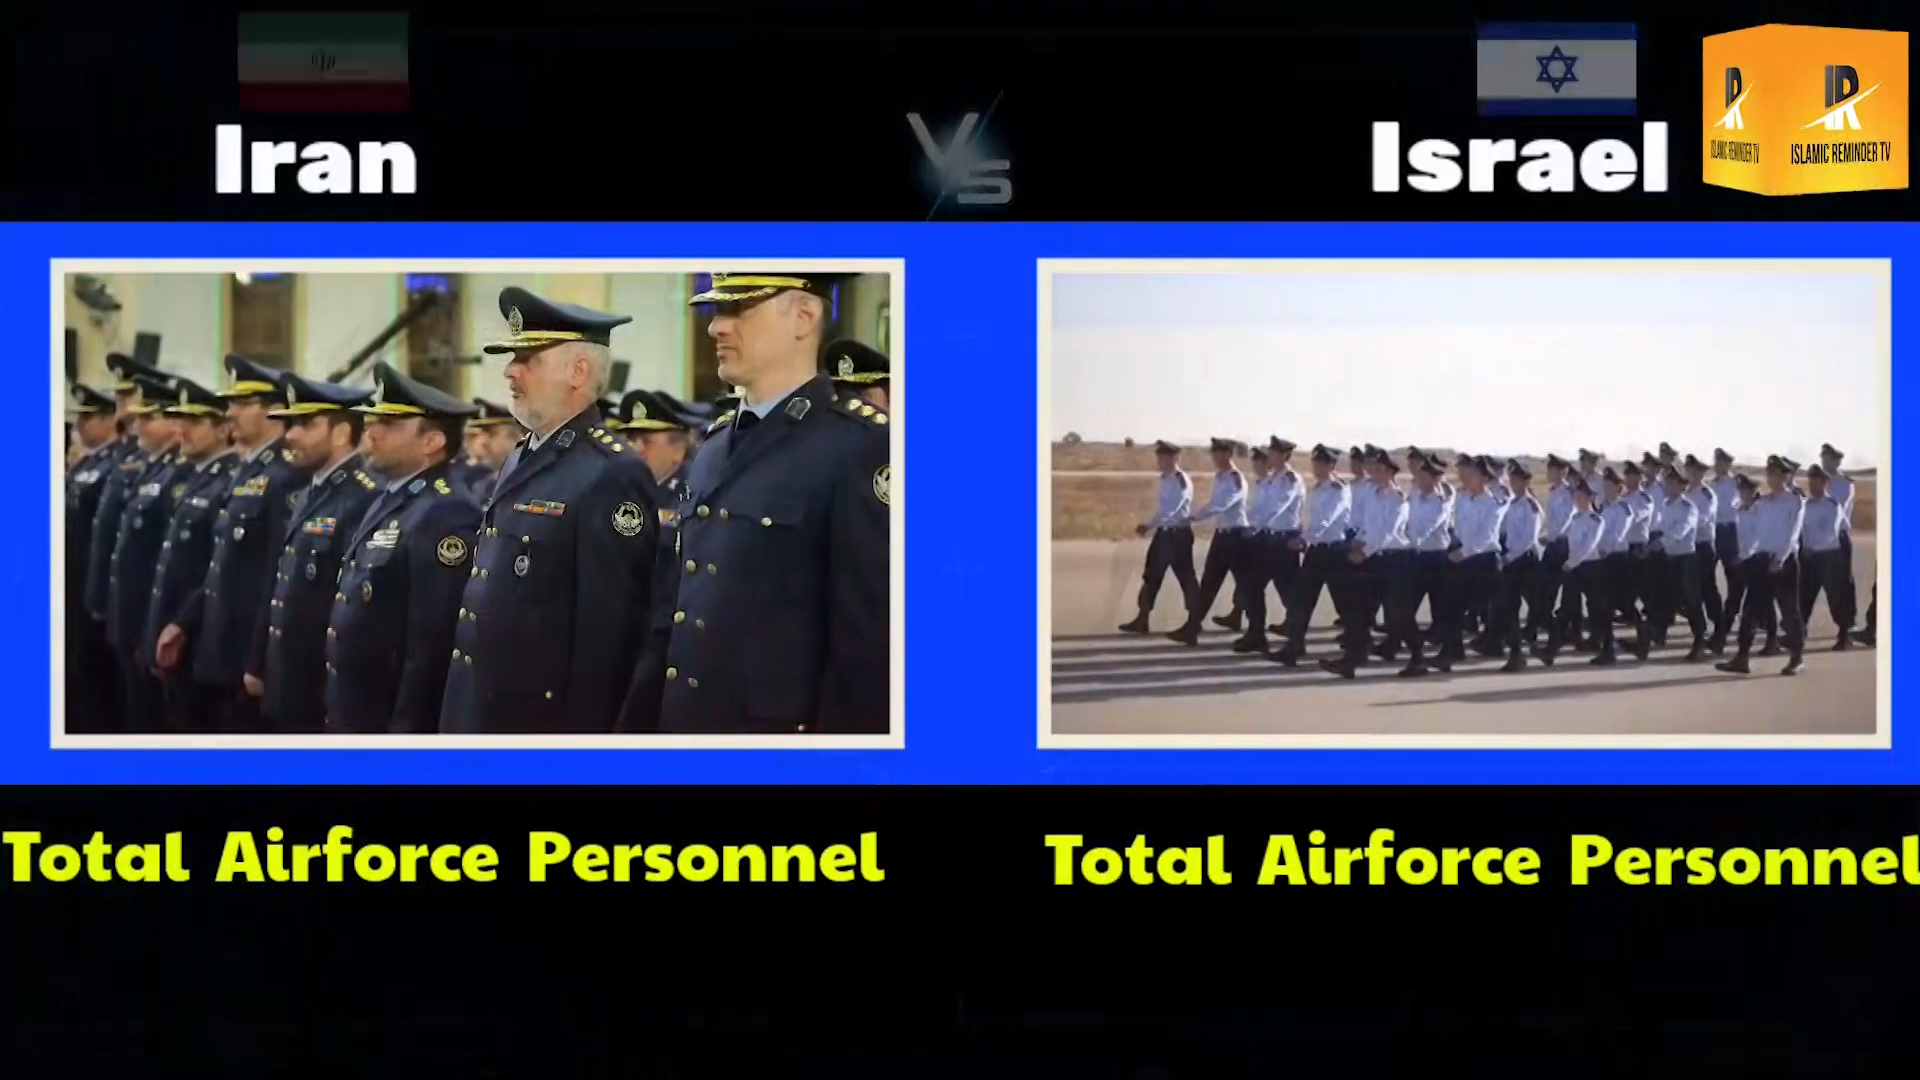 Iran
VS
Israel
ISLAMIC REMINDER TV
ISLAMIC REMINDER TV
Total Airforce Personnel
Total Airforce Personnel